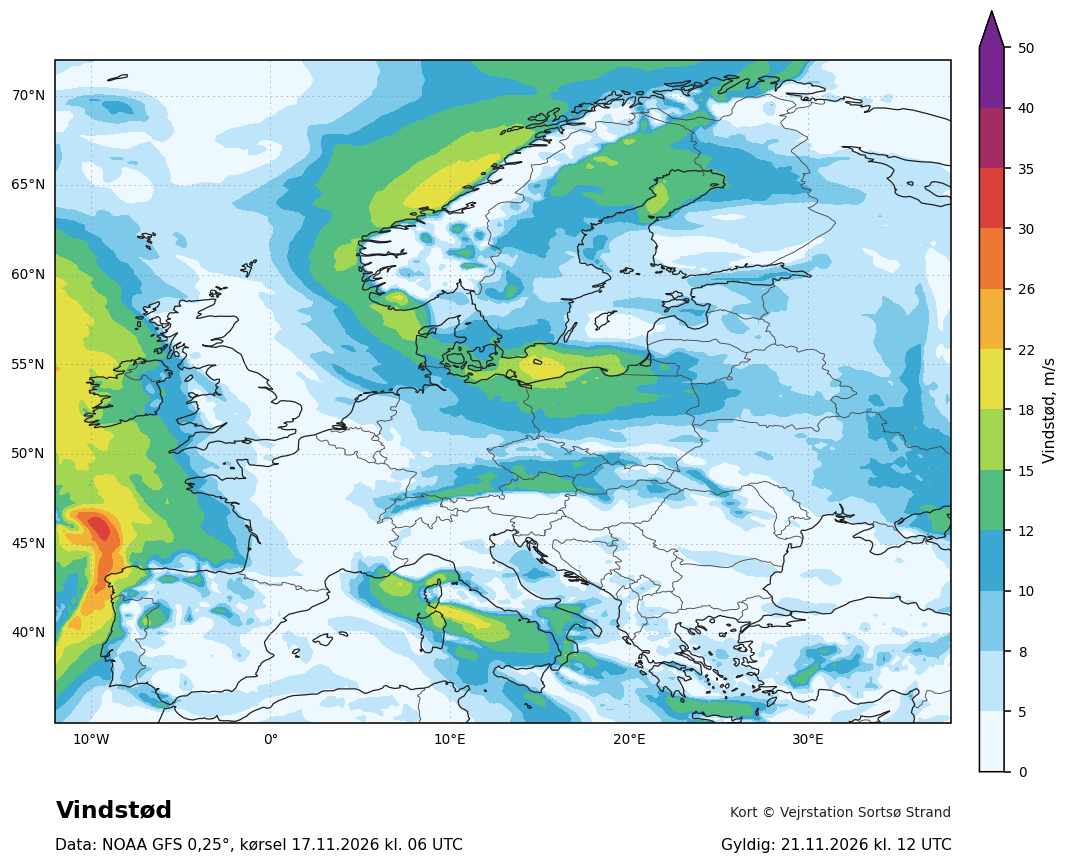 50
40
35
30
26
22
18
15
12
10
8
5
0
Vindstød, m/s
70°N
65°N
60°N
55°N
50°N
45°N
40°N
10°W
0°
10°E
20°E
30°E
Vindstød
Kort © Vejrstation Sortsø Strand
Data: NOAA GFS 0,25°, kørsel 17.11.2026 kl. 06 UTC
Gyldig: 21.11.2026 kl. 12 UTC